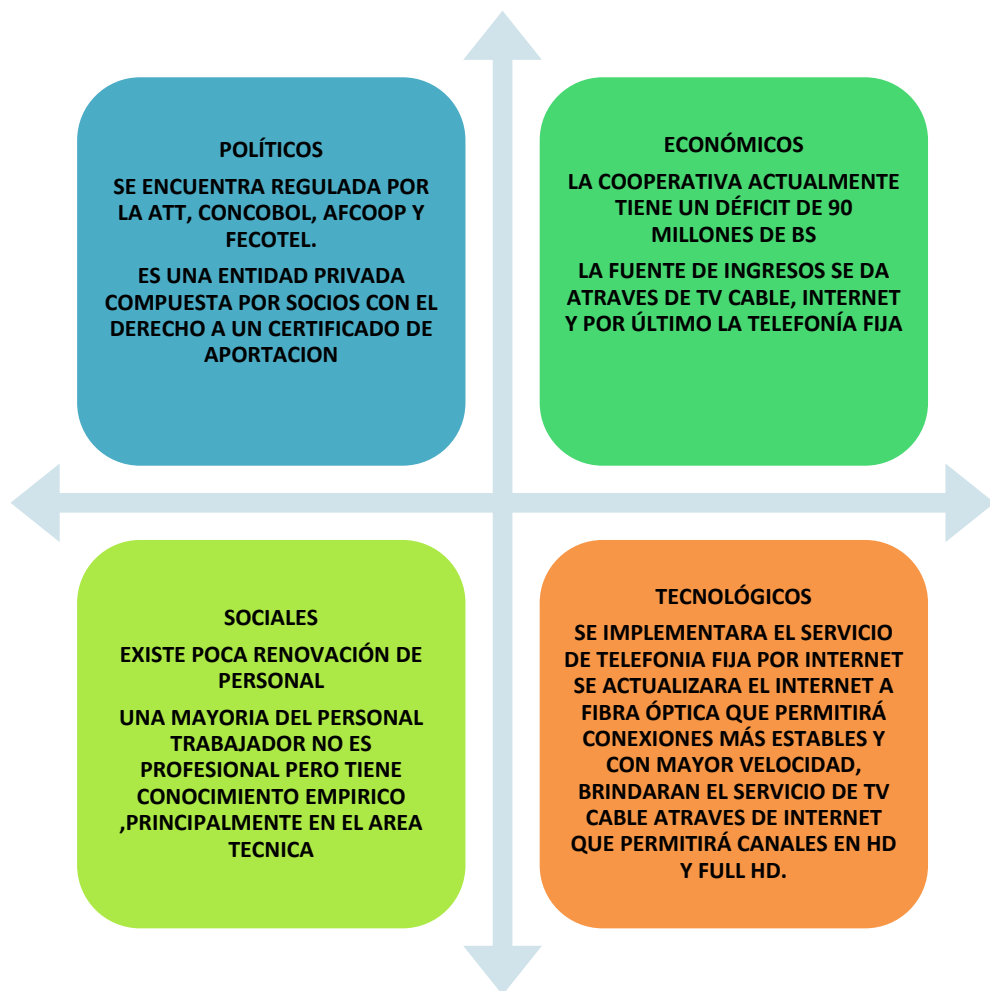 POLÍTICOS
SE ENCUENTRA REGULADA POR
LA ATT, CONCOBOL, AFCOOP Y
FECOTEL.
ES UNA ENTIDAD PRIVADA
COMPUESTA POR SOCIOS CON EL
DERECHO A UN CERTIFICADO DE
APORTACION
ECONÓMICOS
LA COOPERATIVA ACTUALMENTE
TIENE UN DÉFICIT DE 90
MILLONES DE BS
LA FUENTE DE INGRESOS SE DA
ATRAVES DE TV CABLE, INTERNET
Y POR ÚLTIMO LA TELEFONÍA FIJA
SOCIALES
EXISTE POCA RENOVACIÓN DE
PERSONAL
UNA MAYORIA DEL PERSONAL
TRABAJADOR NO ES
PROFESIONAL PERO TIENE
CONOCIMIENTO EMPIRICO
,PRINCIPALMENTE EN EL AREA
TECNICA
TECNOLÓGICOS
SE IMPLEMENTARA EL SERVICIO
DE TELEFONIA FIJA POR INTERNET
SE ACTUALIZARA EL INTERNET A
FIBRA ÓPTICA QUE PERMITIRÁ
CONEXIONES MÁS ESTABLES Y
CON MAYOR VELOCIDAD,
BRINDARAN EL SERVICIO DE TV
CABLE ATRAVES DE INTERNET
QUE PERMITIRÁ CANALES EN HD
Y FULL HD.